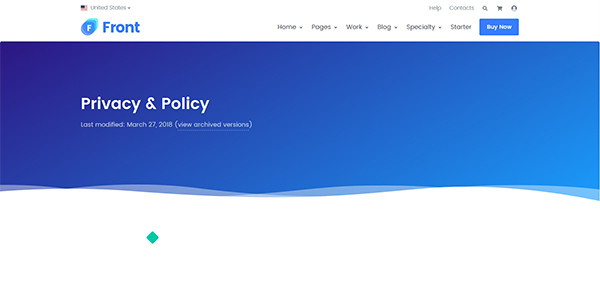 United States
Help
Contacts
F Front
Home
Pages
Work
Blog
Specialty
Starter
Buy Now
Privacy & Policy
Last modified: March 27, 2018 (view archived versions)